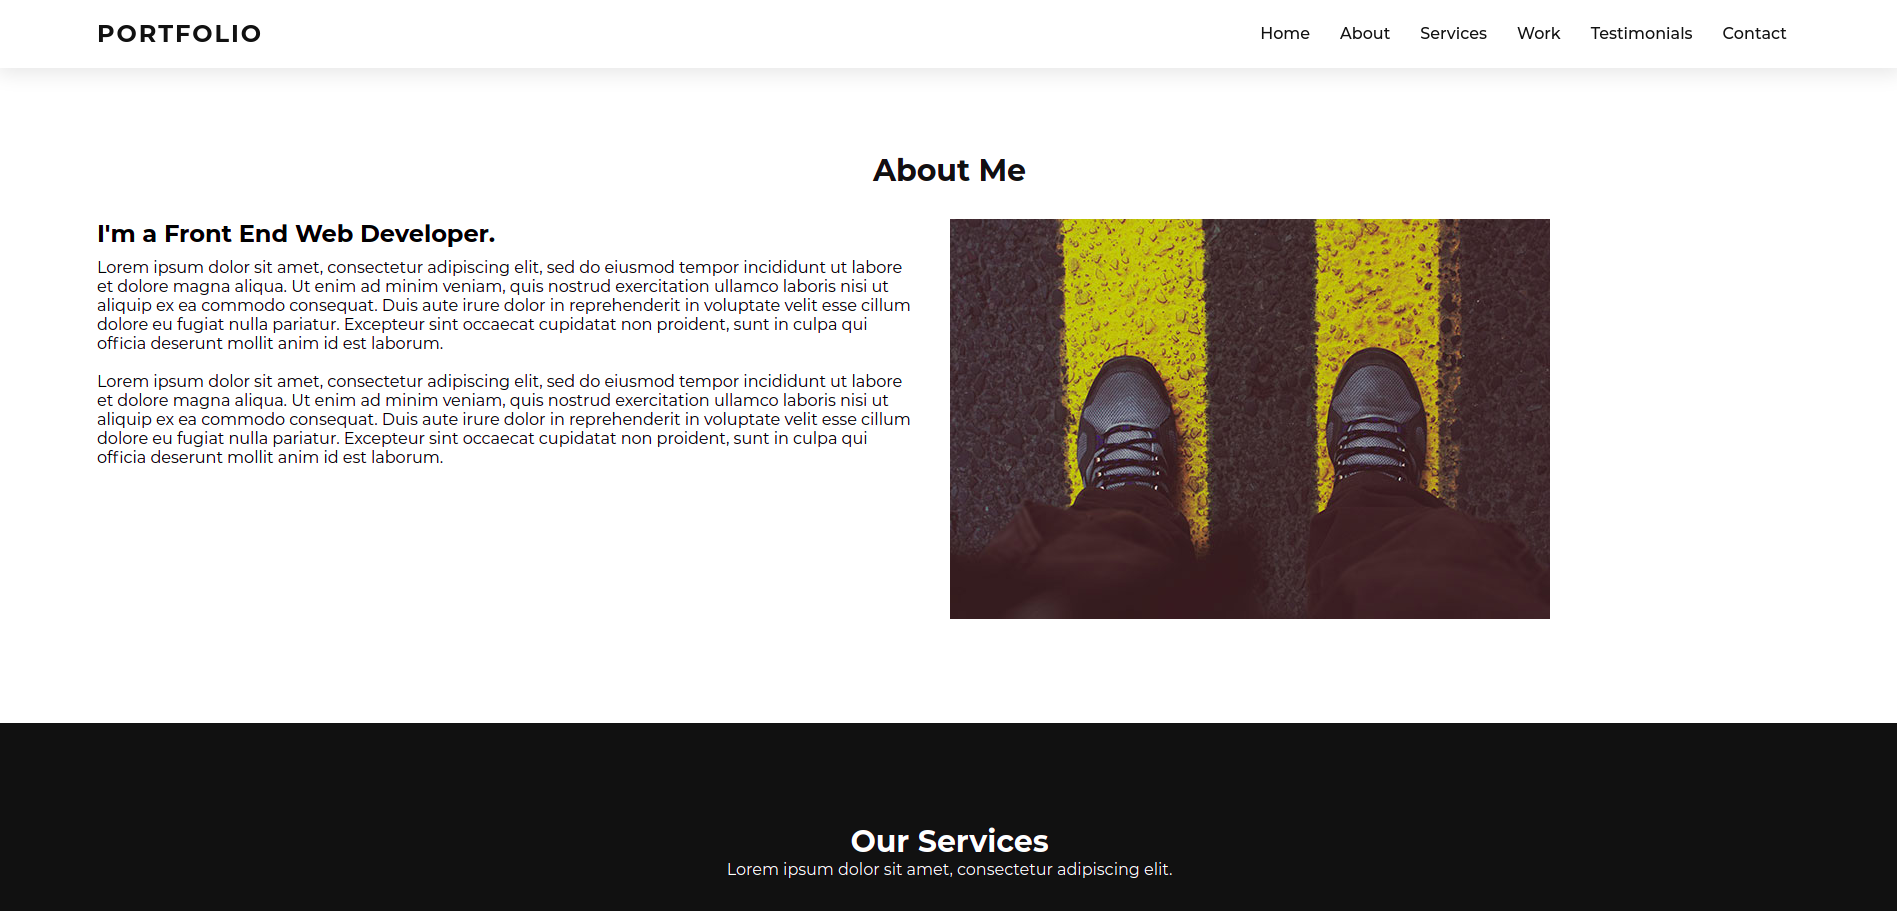 PORTFOLIO
Home About Services Work Testimonials Contact
About Me
I'm a Front End Web Developer.
Lorem ipsum dolor sit amet, consectetur adipiscing elit, sed do eiusmod tempor incididunt ut labore
et dolore magna aliqua. Ut enim ad minim veniam, quis nostrud exercitation ullamco laboris nisi ut
aliquip ex ea commodo consequat. Duis aute irure dolor in reprehenderit in voluptate velit esse cillum
dolore eu fugiat nulla pariatur. Excepteur sint occaecat cupidatat non proident, sunt in culpa qui
officia deserunt mollit anim id est laborum.
Lorem ipsum dolor sit amet, consectetur adipiscing elit, sed do eiusmod tempor incididunt ut labore
et dolore magna aliqua. Ut enim ad minim veniam, quis nostrud exercitation ullamco laboris nisi ut
aliquip ex ea commodo consequat. Duis aute irure dolor in reprehenderit in voluptate velit esse cillum
dolore eu fugiat nulla pariatur. Excepteur sint occaecat cupidatat non proident, sunt in culpa qui
officia deserunt mollit anim id est laborum.
Our Services
Lorem ipsum dolor sit amet, consectetur adipiscing elit.